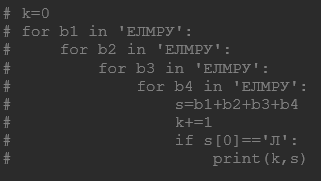 # k=0
# for b1 in 'ЕЛМРУ':
#     for b2 in 'ЕЛМРУ':
#         for b3 in 'ЕЛМРУ':
#             for b4 in 'ЕЛМРУ':
#                 s=b1+b2+b3+b4
#                 k+=1
#                 if s[0]=='Л':
#                     print(k,s)